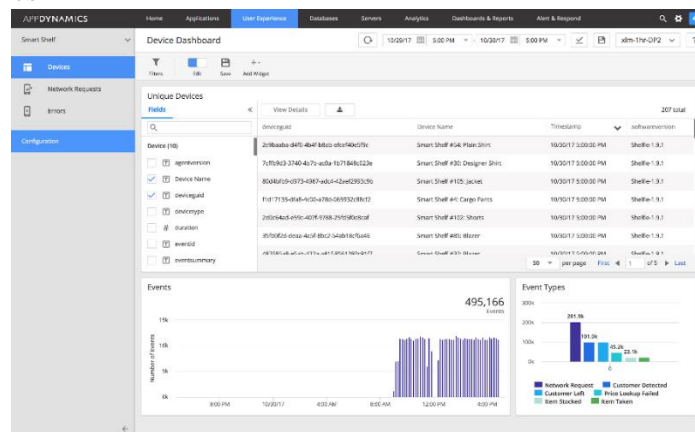 APPDYNAMICS Home Applications User Experience Databases Servers Analytics Dashboards & Reports Alert & Respond
Smart Shelf Device Dashboard 10/29/17 5:00 PM - 10/30/17 5:00 PM xlm-1hr-DP2
Devices
Filters Edit Save Add Widget
Network Requests
Errors
Configuration
Unique Devices
Fields View Details 207 total
deviceguid Device Name Timestamp softwareversion
Device (10)
agentversion
Device Name
deviceguid
devicetype
duration
eventid
eventsummary
Smart Shelf #54: Plain Shirt 10/30/17 5:00:00 PM Shelfie-1.9.1
Smart Shelf #30: Designer Shirt 10/30/17 5:00:00 PM Shelfie-1.9.1
Smart Shelf #105: Jacket 10/30/17 5:00:00 PM Shelfie-1.9.1
Smart Shelf #4: Cargo Pants 10/30/17 5:00:00 PM Shelfie-1.9.1
Smart Shelf #102: Shorts 10/30/17 5:00:00 PM Shelfie-1.9.1
Smart Shelf #85: Blazer 10/30/17 5:00:00 PM Shelfie-1.9.1
50 per page First 1 of 5 Last
Events
495,166
Events
Number of Events
15k
10k
5k
0k
8:00 PM 10/30/17 4:00 AM 8:00 AM 12:00 PM 4:00 PM
Event Types
300k
200k
100k
0k
201.9k
101.0k
45.2k
22.1k
0
Network Request Customer Detected
Customer Left Price Lookup Failed
Item Stocked Item Taken